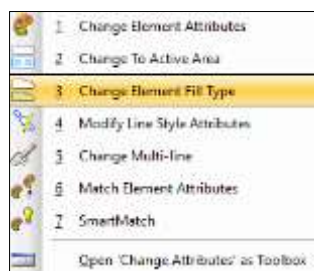 1 Change Element Attributes
2 Change To Active Area
3 Change Element Fill Type
4 Modify Line Style Attributes
5 Change Multi-line
6 Match Element Attributes
7 SmartMatch
Open 'Change Attributes' as Toolbox